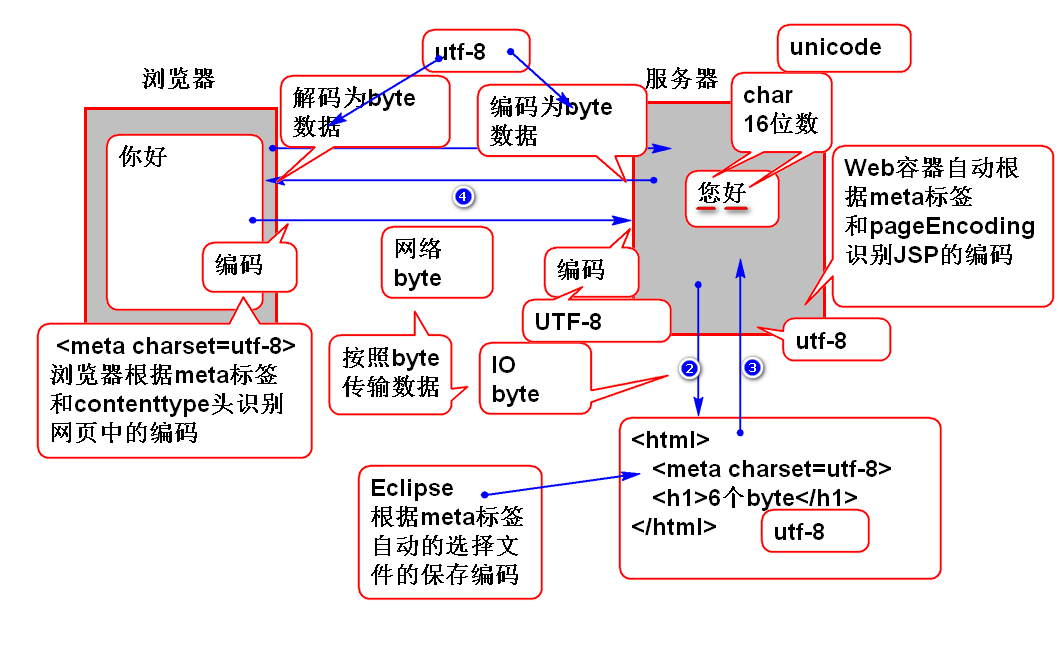 utf-8
unicode
浏览器
服务器
解码为byte
数据
编码为byte
数据
char
16位数
你好
您好
Web容器自动根
据meta标签
和pageEncoding
识别JSP的编码
4
编码
网络
byte
编码
UTF-8
utf-8
<meta charset=utf-8>
浏览器根据meta标签
和contenttype头识别
网页中的编码
按照byte
传输数据
IO
byte
2
3
<html>
<meta charset=utf-8>
<h1>6个byte</h1>
</html>
utf-8
Eclipse
根据meta标签
自动的选择文
件的保存编码